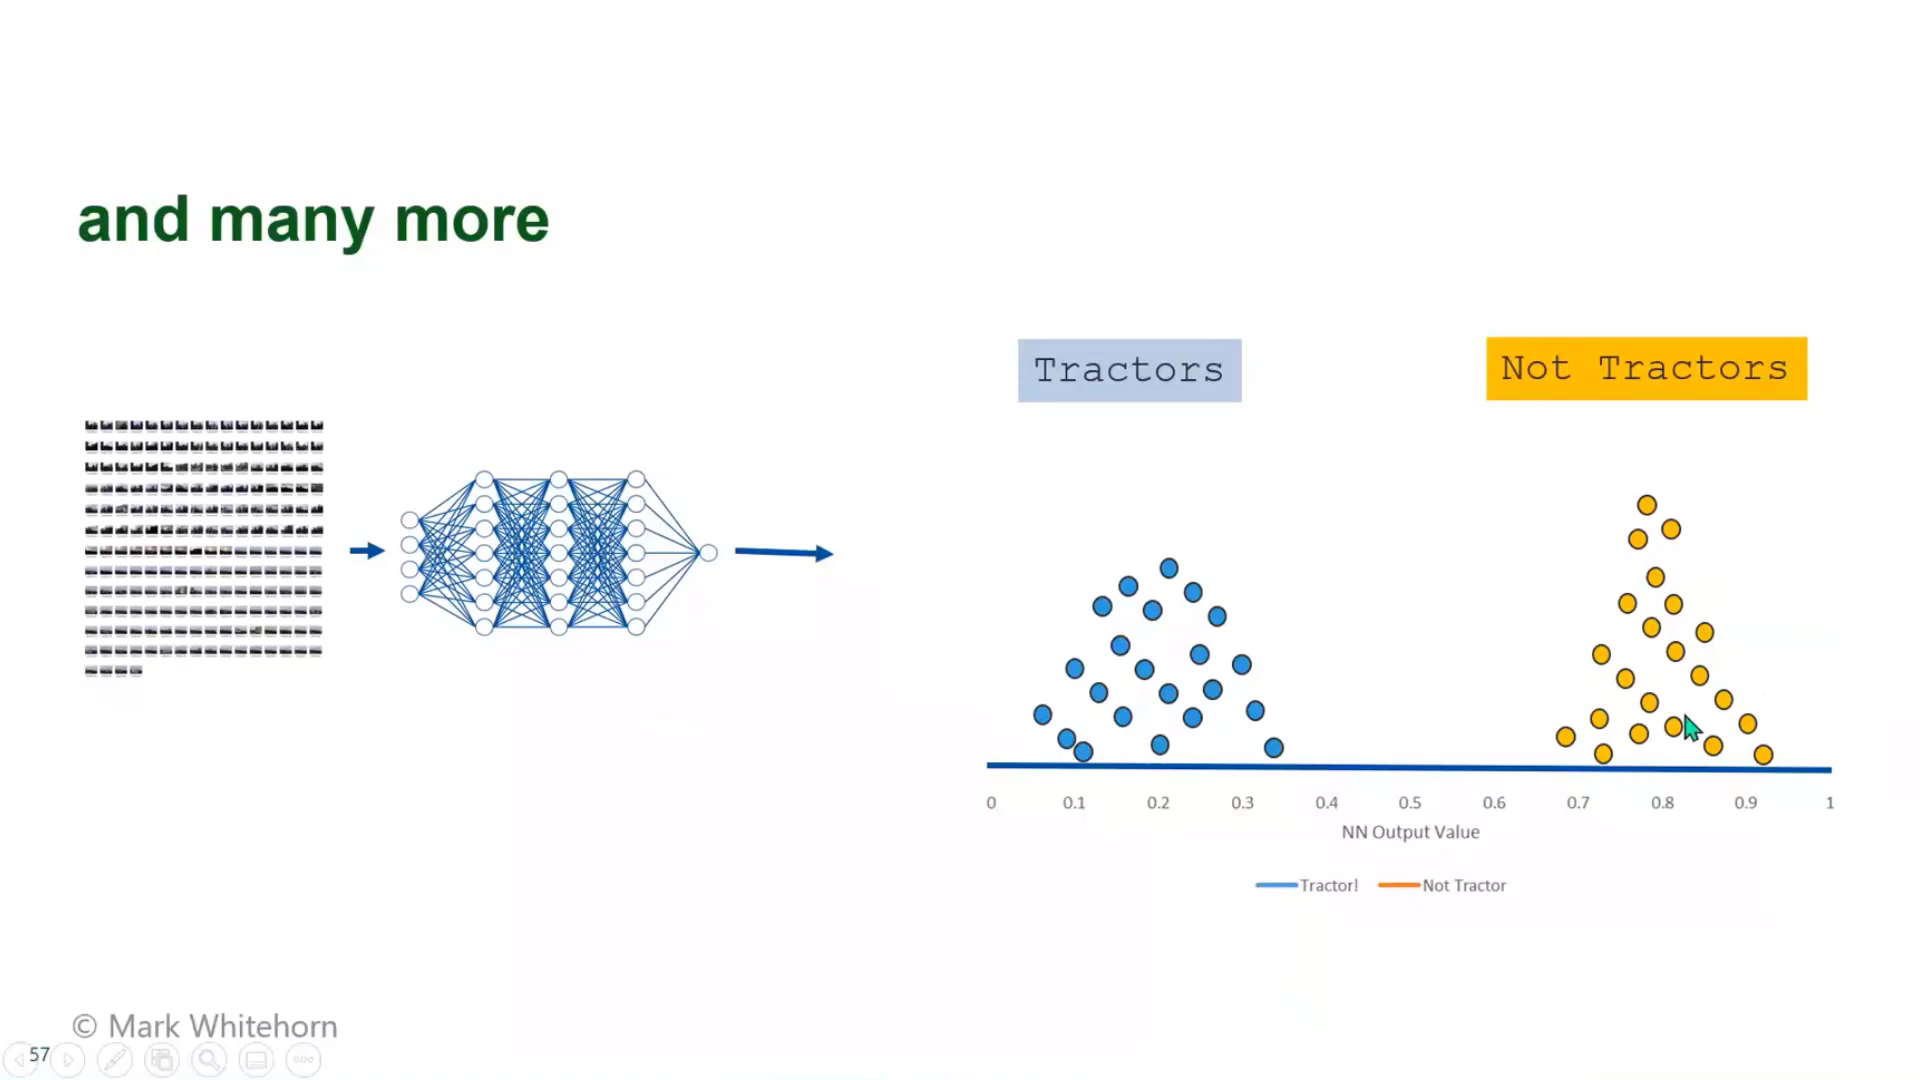 and many more
Tractors
Not Tractors
0 0.1 0.2 0.3 0.4 0.5 0.6 0.7 0.8 0.9 1
NN Output Value
Tractor!
Not Tractor
© Mark Whitehorn
57